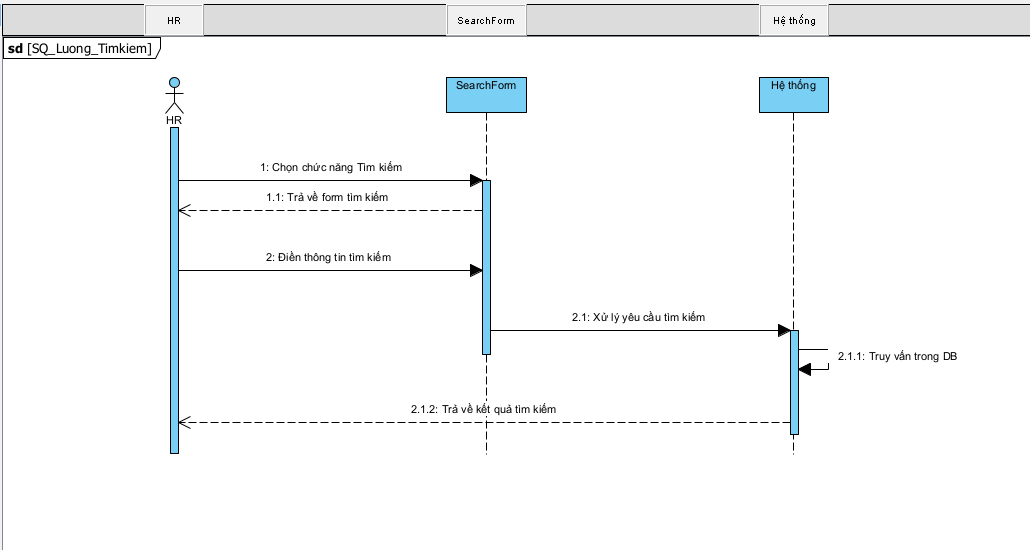 HR
SearchForm
Hệ thống
sd [SQ_Luong_Timkiem]
SearchForm
Hệ thống
HR
1: Chọn chức năng Tìm kiếm
1.1: Trả về form tìm kiếm
2: Điền thông tin tìm kiếm
2.1: Xử lý yêu cầu tìm kiếm
2.1.1: Truy vấn trong DB
2.1.2: Trả về kết quả tìm kiếm